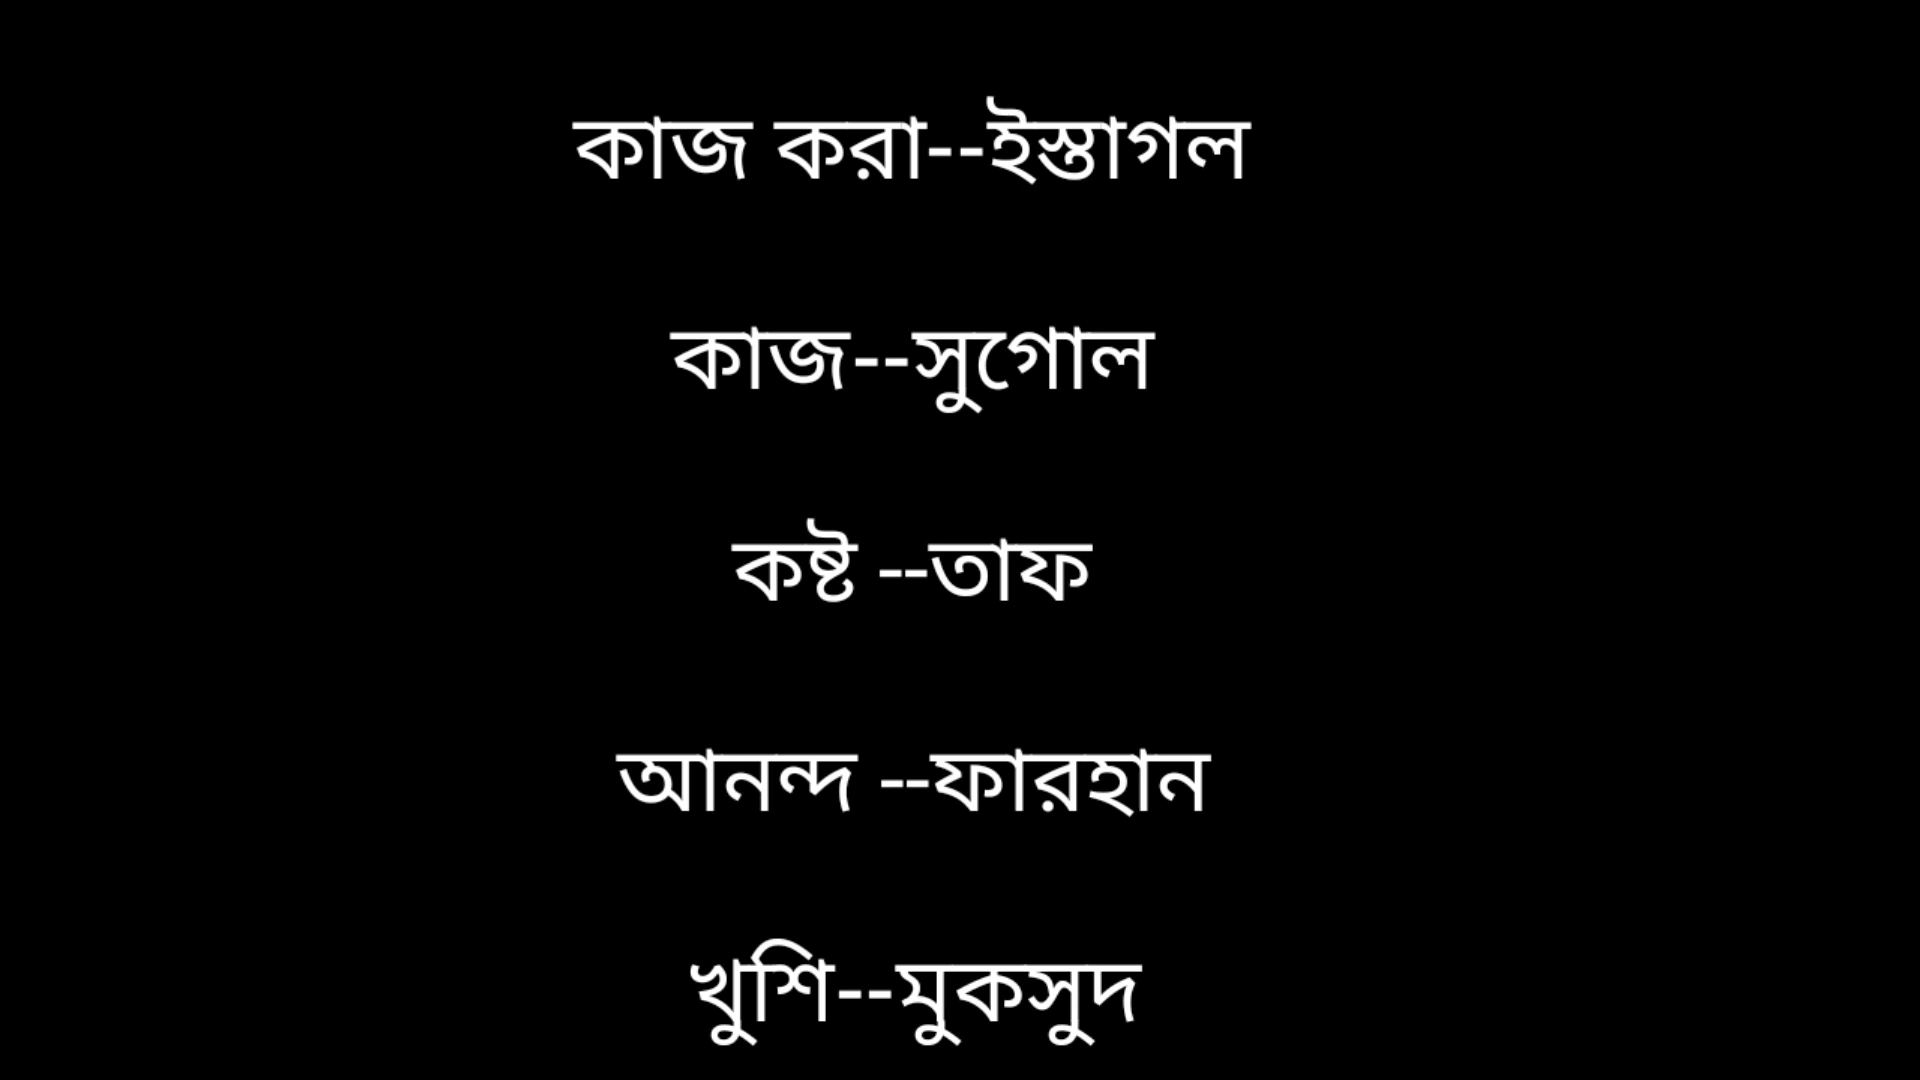 কাজ করা--ইস্তাগল
কাজ--সুগোল
কষ্ট --তাফ
আনন্দ --ফারহান
খুশি--মুকসুদ